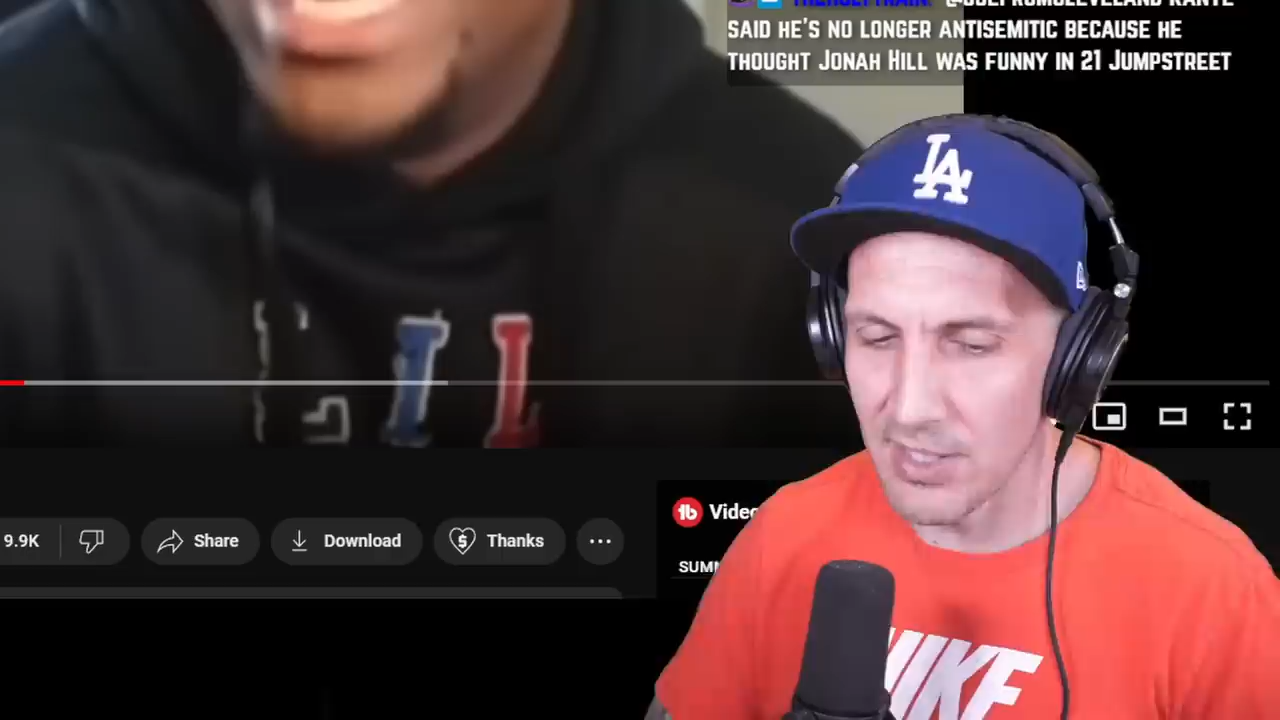 SAID HE'S NO LONGER ANTISEMITIC BECAUSE HE
THOUGHT JONAH HILL WAS FUNNY IN 21 JUMPSTREET
LA
9.9K
Share
Download
Thanks
tb
NIKE